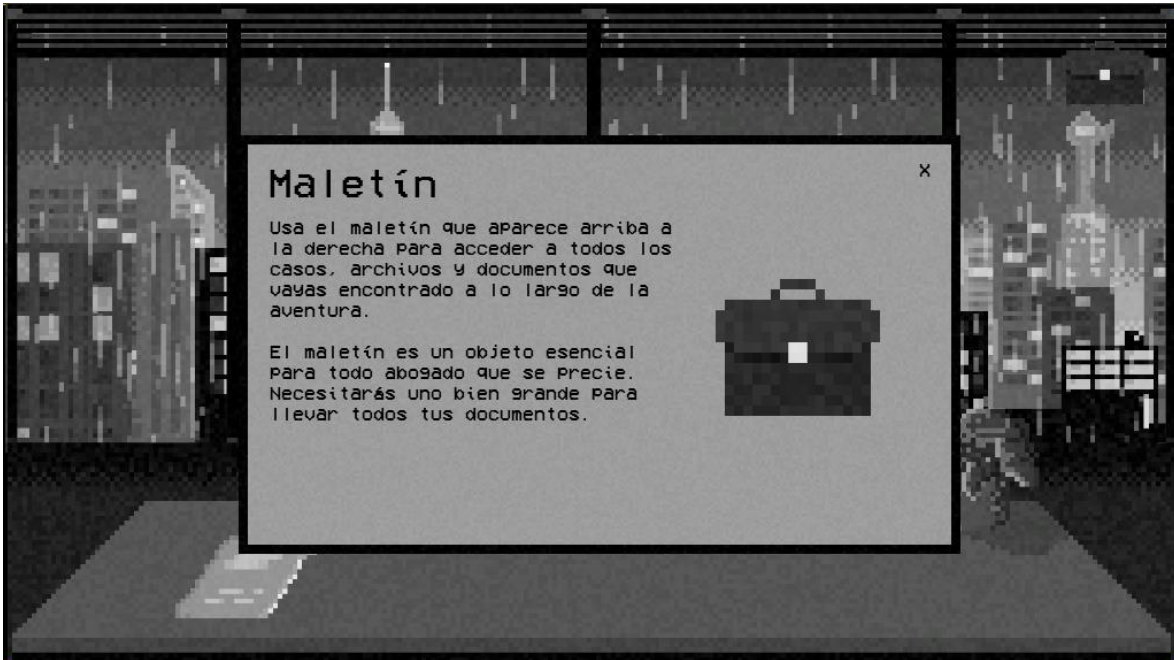 Maletín
x
Usa el maletín que aparece arriba a
la derecha para acceder a todos los
casos, archivos y documentos que
vayas encontrado a lo largo de la
aventura.
El maletín es un objeto esencial
para todo abogado que se precie.
Necesitarás uno bien grande para
llevar todos tus documentos.